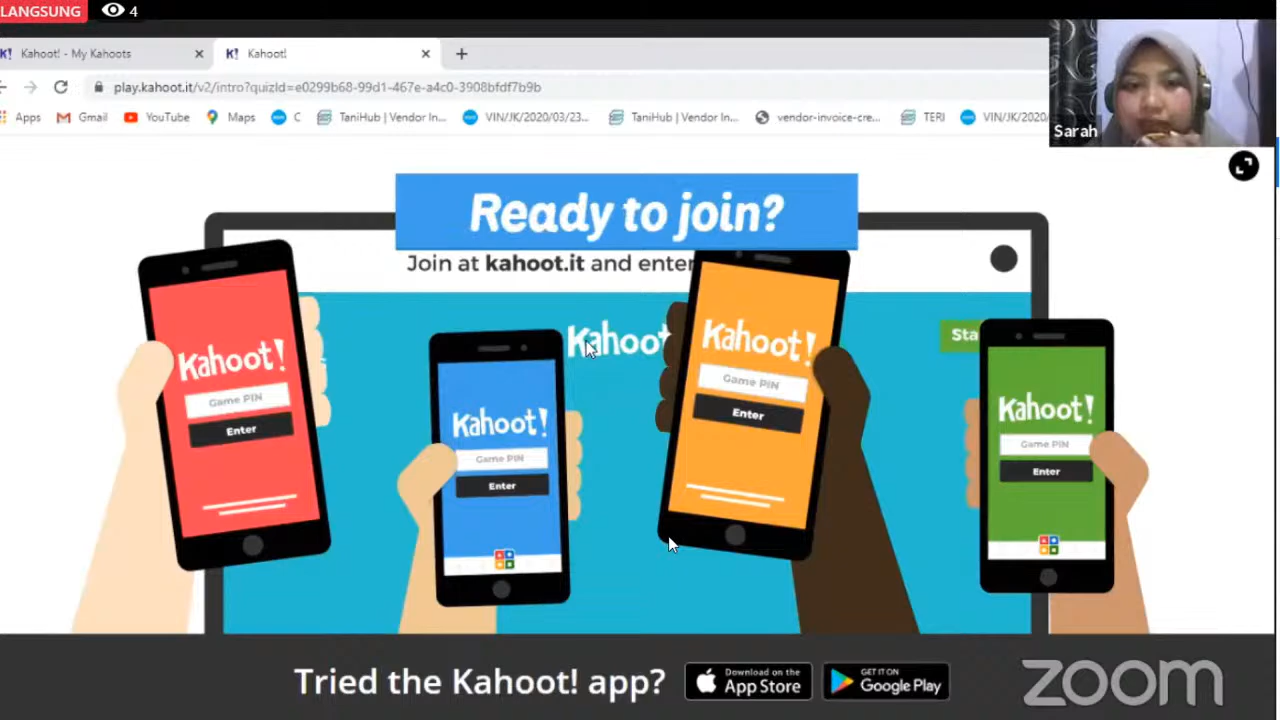 LANGSUNG 4
K! Kahoot! - My Kahoots × K! Kahoot! × +
play.kahoot.it/v2/intro?quizId=e0299b68-99d1-467e-a4c0-3908bfdf7b9b
Apps Gmail YouTube Maps C TaniHub | Vendor In... VIN/JK/2020/03/23... TaniHub | Vendor In... vendor-invoice-cre... TERI VIN/JK/2020/
Sarah
Ready to join?
Join at kahoot.it and enter
Kahoot
Sta
Kahoot!
Game PIN
Enter
Kahoot!
Game PIN
Enter
Kahoot!
Game PIN
Enter
Kahoot!
Game PIN
Enter
Tried the Kahoot! app?
Download on the
App Store
GET IT ON
Google Play
zoom